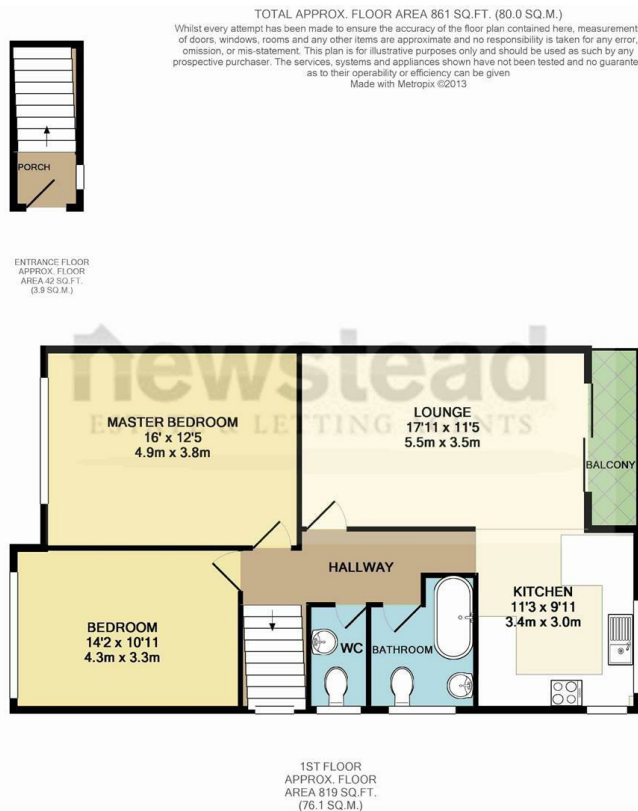 TOTAL APPROX. FLOOR AREA 861 SQ.FT. (80.0 SQ.M.)
Whilst every attempt has been made to ensure the accuracy of the floor plan contained here, measurement
of doors, windows, rooms and any other items are approximate and no responsibility is taken for any error,
omission, or mis-statement. This plan is for illustrative purposes only and should be used as such by any
prospective purchaser. The services, systems and appliances shown have not been tested and no guarante
as to their operability or efficiency can be given
Made with Metropix ©2013
PORCH
ENTRANCE FLOOR
APPROX. FLOOR
AREA 42 SQ.FT.
(3.9 SQ.M.)
newstead
ESTATE & LETTING AGENTS
MASTER BEDROOM
16' x 12'5
4.9m x 3.8m
LOUNGE
17'11 x 11'5
5.5m x 3.5m
BALCONY
HALLWAY
KITCHEN
11'3 x 9'11
3.4m x 3.0m
BEDROOM
14'2 x 10'11
4.3m x 3.3m
WC
BATHROOM
1ST FLOOR
APPROX. FLOOR
AREA 819 SQ.FT.
(76.1 SQ.M.)